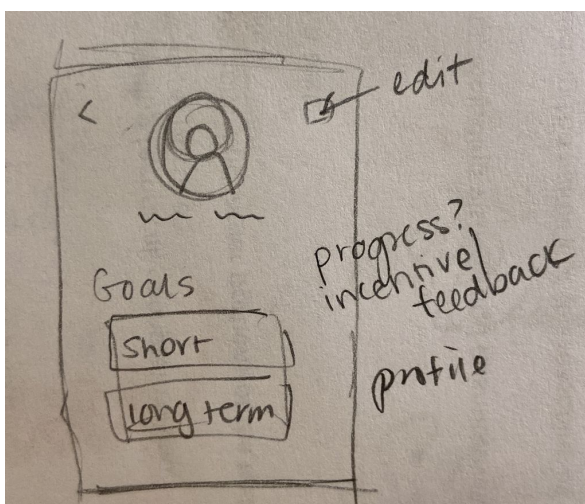 edit
Goals
short
long term
progress?
incentive
feedback
profile